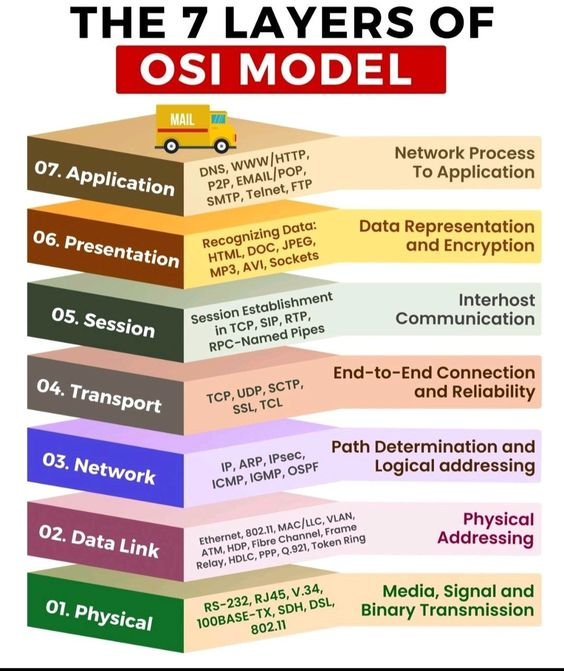 THE 7 LAYERS OF
OSI MODEL
MAIL
07. Application
DNS, WWW/HTTP,
P2P, EMAIL/POP,
SMTP, Telnet, FTP
Network Process
To Application
06. Presentation
Recognizing Data:
HTML, DOC, JPEG,
MP3, AVI, Sockets
Data Representation
and Encryption
05. Session
Session Establishment
in TCP, SIP, RTP,
RPC-Named Pipes
Interhost
Communication
04. Transport
TCP, UDP, SCTP,
SSL, TCL
End-to-End Connection
and Reliability
03. Network
IP, ARP, IPsec,
ICMP, IGMP, OSPF
Path Determination and
Logical addressing
02. Data Link
Ethernet, 802.11, MAC/LLC, VLAN,
ATM, HDP, Fibre Channel, Frame
Relay, HDLC, PPP, Q.921, Token Ring
Physical
Addressing
01. Physical
RS-232, RJ45, V.34,
100BASE-TX, SDH, DSL,
802.11
Media, Signal and
Binary Transmission